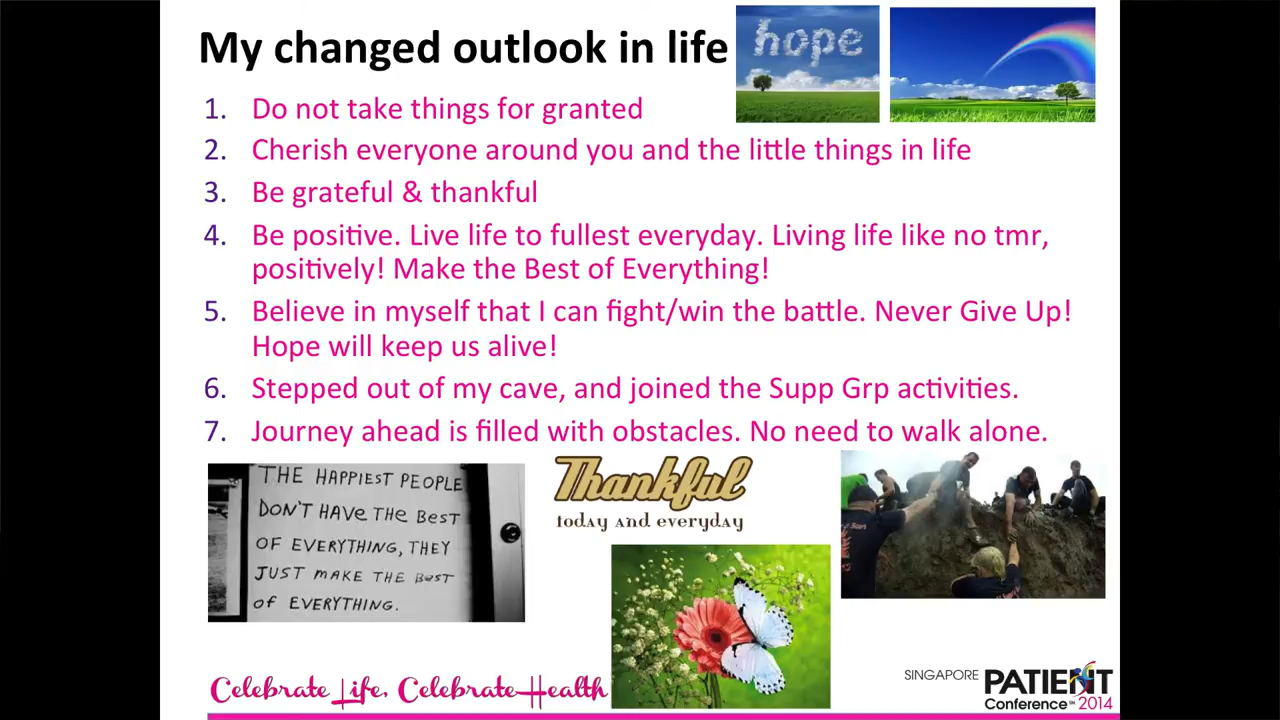 My changed outlook in life
hope
1. Do not take things for granted
2. Cherish everyone around you and the little things in life
3. Be grateful & thankful
4. Be positive. Live life to fullest everyday. Living life like no tmr,
positively! Make the Best of Everything!
5. Believe in myself that I can fight/win the battle. Never Give Up!
Hope will keep us alive!
6. Stepped out of my cave, and joined the Supp Grp activities.
7. Journey ahead is filled with obstacles. No need to walk alone.
THE HAPPIEST PEOPLE
DON'T HAVE THE BEST
OF EVERYTHING, THEY
JUST MAKE THE BEST
OF EVERYTHING.
Thankful
today and everyday
Celebrate Life, Celebrate Health
SINGAPORE PATIENT
Conference℠ 2014